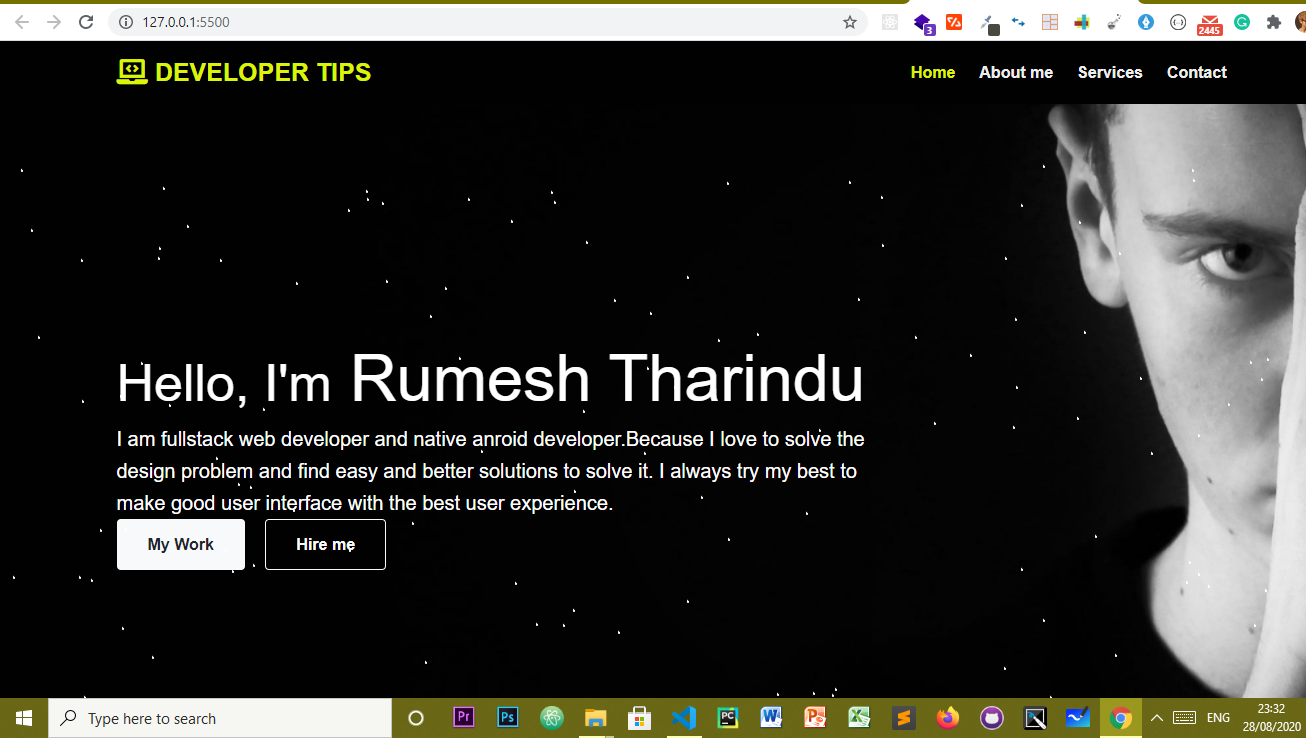 127.0.0.1:5500
3
2445
DEVELOPER TIPS
Home About me Services Contact
Hello, I'm Rumesh Tharindu
I am fullstack web developer and native anroid developer.Because I love to solve the
design problem and find easy and better solutions to solve it. I always try my best to
make good user interface with the best user experience.
My Work Hire me
Type here to search
Pr
Ps
PC
W
P
X
S
ENG
23:32
28/08/2020